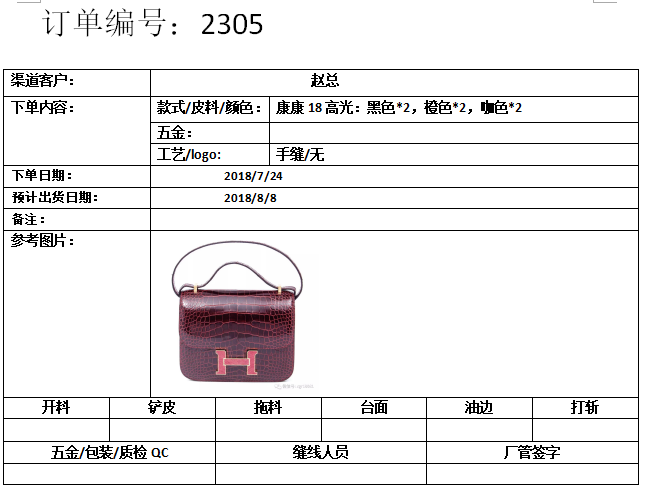 订单编号：2305
渠道客户： 赵总
下单内容： 款式/皮料/颜色： 康康 18 高光：黑色*2，橙色*2，咖色*2
五金：
工艺/logo: 手缝/无
下单日期： 2018/7/24
预计出货日期： 2018/8/8
备注：
参考图片：
开料 铲皮 拖料 台面 油边 打斩
五金/包装/质检 QC 缝线人员 厂管签字